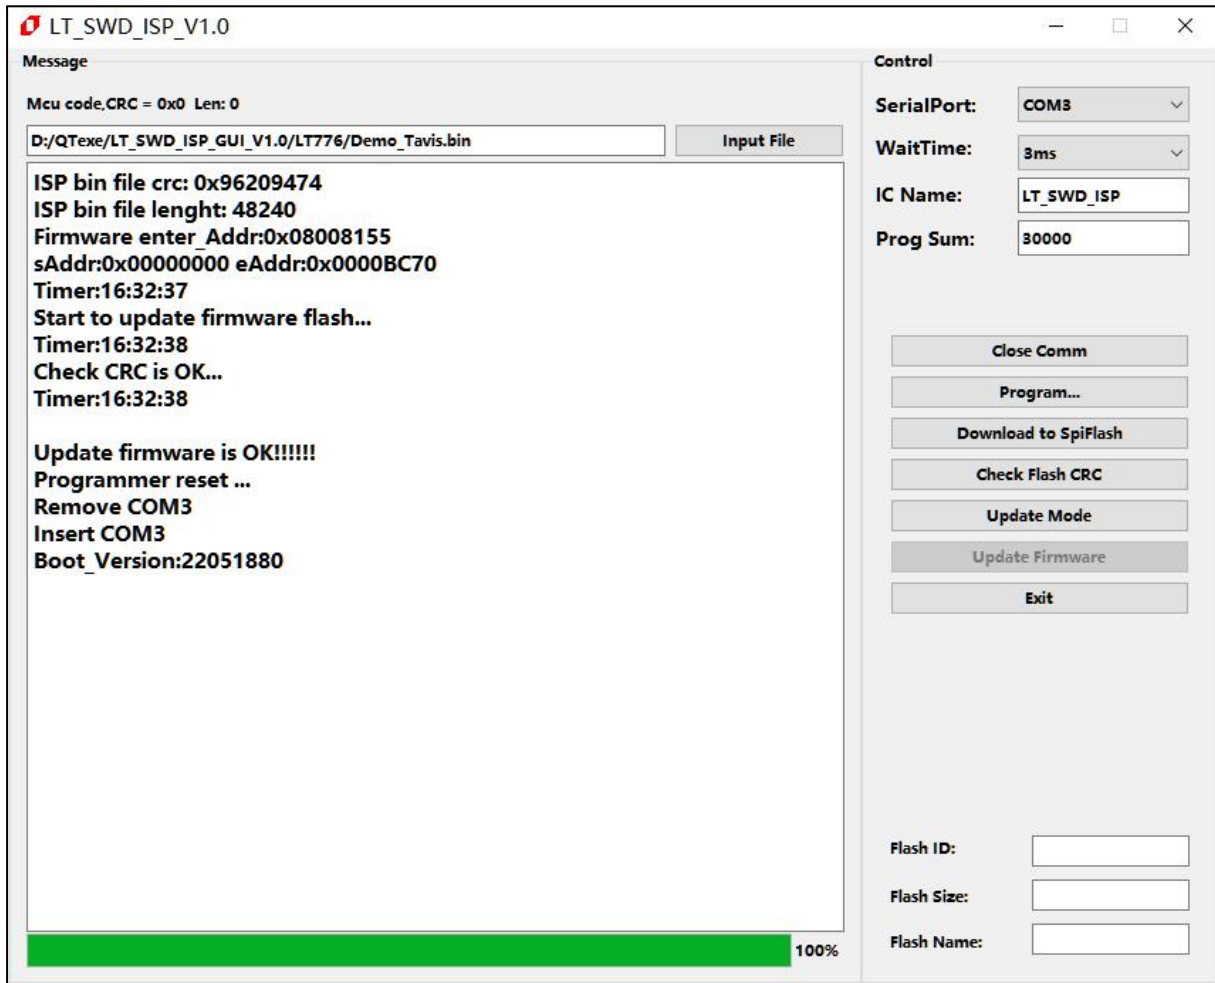 LT_SWD_ISP_V1.0
Message
Mcu code,CRC = 0x0 Len: 0
D:/QTexe/LT_SWD_ISP_GUI_V1.0/LT776/Demo_Tavis.bin
Input File
ISP bin file crc: 0x96209474
ISP bin file lenght: 48240
Firmware enter_Addr:0x08008155
sAddr:0x00000000 eAddr:0x0000BC70
Timer:16:32:37
Start to update firmware flash...
Timer:16:32:38
Check CRC is OK...
Timer:16:32:38
Update firmware is OK!!!!!!
Programmer reset ...
Remove COM3
Insert COM3
Boot_Version:22051880
100%
Control
SerialPort: COM3
WaitTime: 3ms
IC Name: LT_SWD_ISP
Prog Sum: 30000
Close Comm
Program...
Download to SpiFlash
Check Flash CRC
Update Mode
Update Firmware
Exit
Flash ID:
Flash Size:
Flash Name: